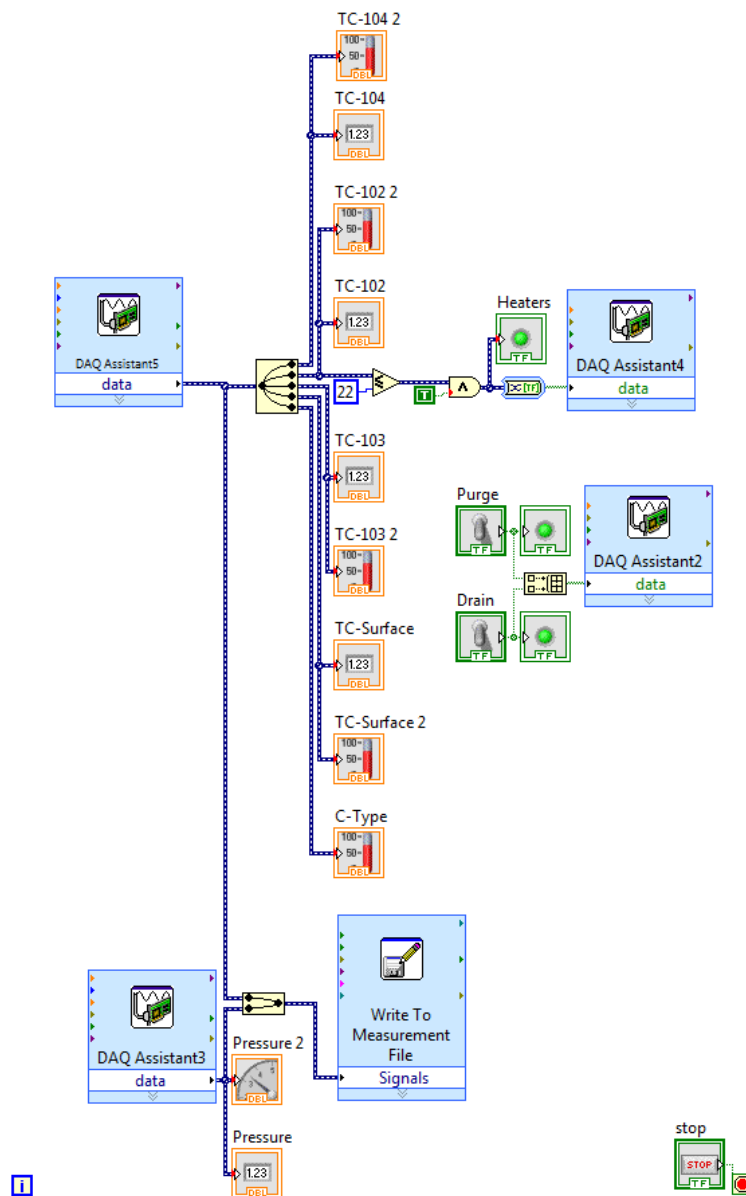 TC-104 2
100-
50-
DBL
TC-104
1.23
DBL
TC-102 2
100-
50-
DBL
TC-102
1.23
DBL
DAQ Assistant5
data
22
T
Heaters
TF
[TF]
DAQ Assistant4
data
TC-103
1.23
DBL
TC-103 2
100-
50-
DBL
Purge
TF
TF
DAQ Assistant2
data
Drain
TF
TF
TC-Surface
1.23
DBL
TC-Surface 2
100-
50-
DBL
C-Type
100-
50-
DBL
DAQ Assistant3
data
Write To
Measurement
File
Signals
Pressure 2
3 4 5
DBL
Pressure
1.23
DBL
stop
STOP
TF
i